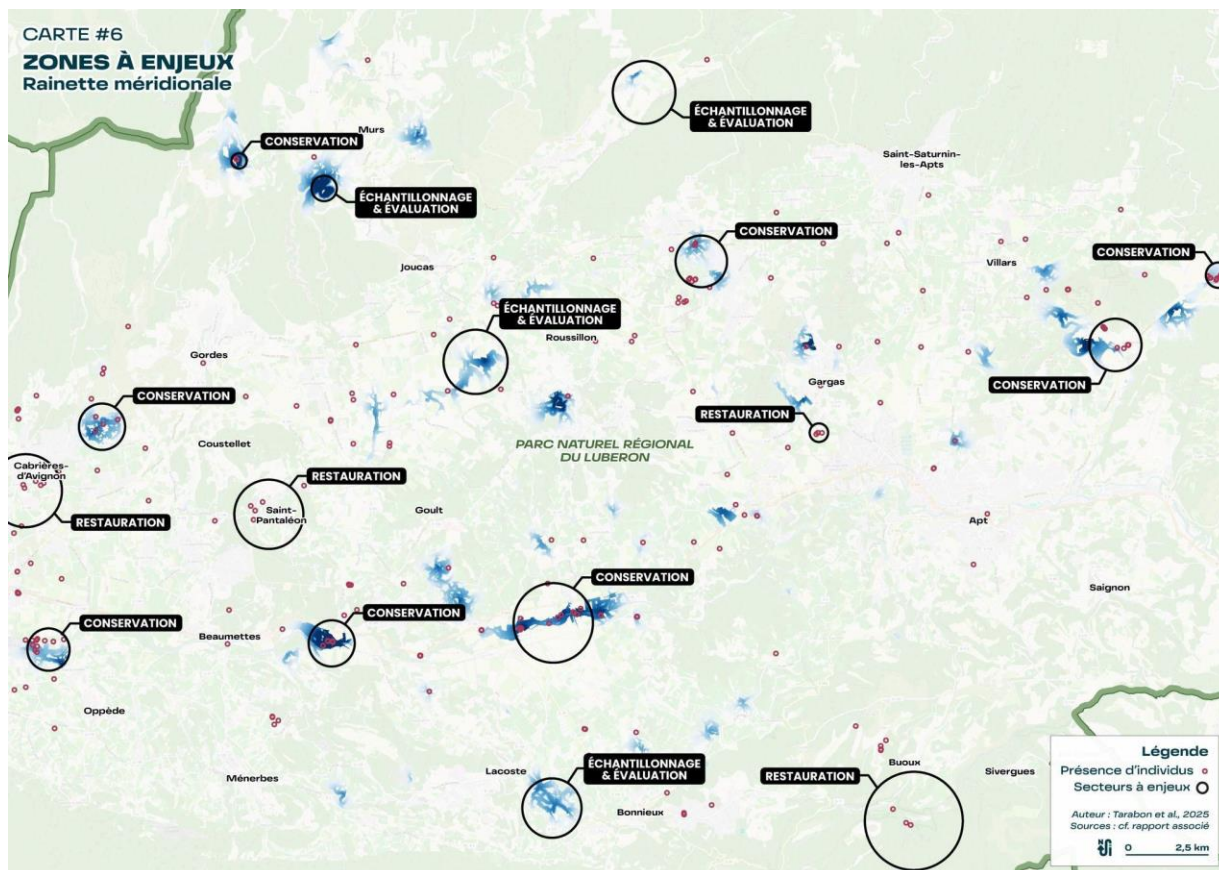 CARTE #6
ZONES À ENJEUX
Rainette méridionale
ÉCHANTILLONNAGE
& ÉVALUATION
Murs
CONSERVATION
Saint-Saturnin-
les-Apts
ÉCHANTILLONNAGE
& ÉVALUATION
CONSERVATION
CONSERVATION
Joucas
Villars
ÉCHANTILLONNAGE
& ÉVALUATION
Roussillon
Gordes
Gargas
CONSERVATION
CONSERVATION
RESTAURATION
Coustellet
PARC NATUREL RÉGIONAL
DU LUBERON
Cabrières-
d'Avignon
RESTAURATION
Saint-
Pantaléon
Goult
RESTAURATION
Apt
CONSERVATION
Saignon
CONSERVATION
CONSERVATION
Beaumettes
Oppède
Ménerbes
Lacoste
ÉCHANTILLONNAGE
& ÉVALUATION
RESTAURATION
Buoux
Sivergues
Bonnieux
Légende
Présence d'individus
Secteurs à enjeux
Auteur : Tarabon et al., 2025
Sources : cf. rapport associé
N
0 2,5 km